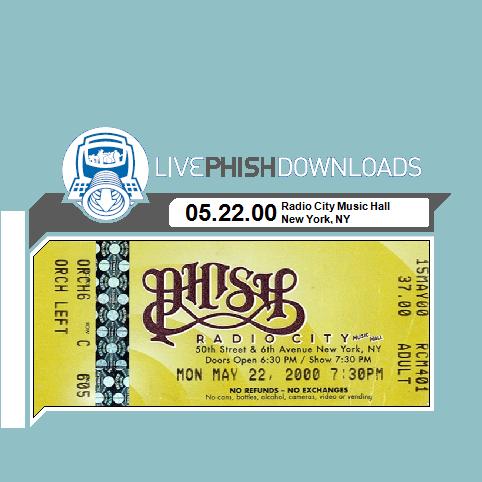 LIVEPHISHDOWNLOADS
05.22.00
Radio City Music Hall
New York, NY
ORCH6 ROW C 605
ORCH LEFT
PHISH
RADIO CITY MUSIC HALL
50th Street & 6th Avenue New York, NY
Doors Open 6:30 PM / Show 7:30 PM
MON MAY 22, 2000 7:30PM
NO REFUNDS - NO EXCHANGES
No cans, bottles, alcohol, cameras, video or vending
15MAY00 RCM401
37.00 ADULT